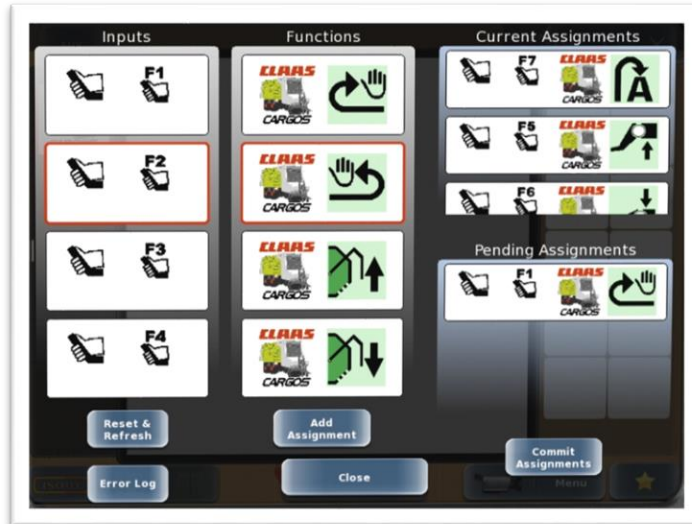 Inputs
Functions
Current Assignments
F1
CLAAS
CARGOS
F7
CLAAS
CARGOS
A
F2
CLAAS
CARGOS
F5
CLAAS
CARGOS
F6
CLAAS
F3
CLAAS
CARGOS
Pending Assignments
F1
CLAAS
CARGOS
F4
CLAAS
CARGOS
Reset &
Refresh
Add
Assignment
Commit
Assignments
Error Log
Close
Menu